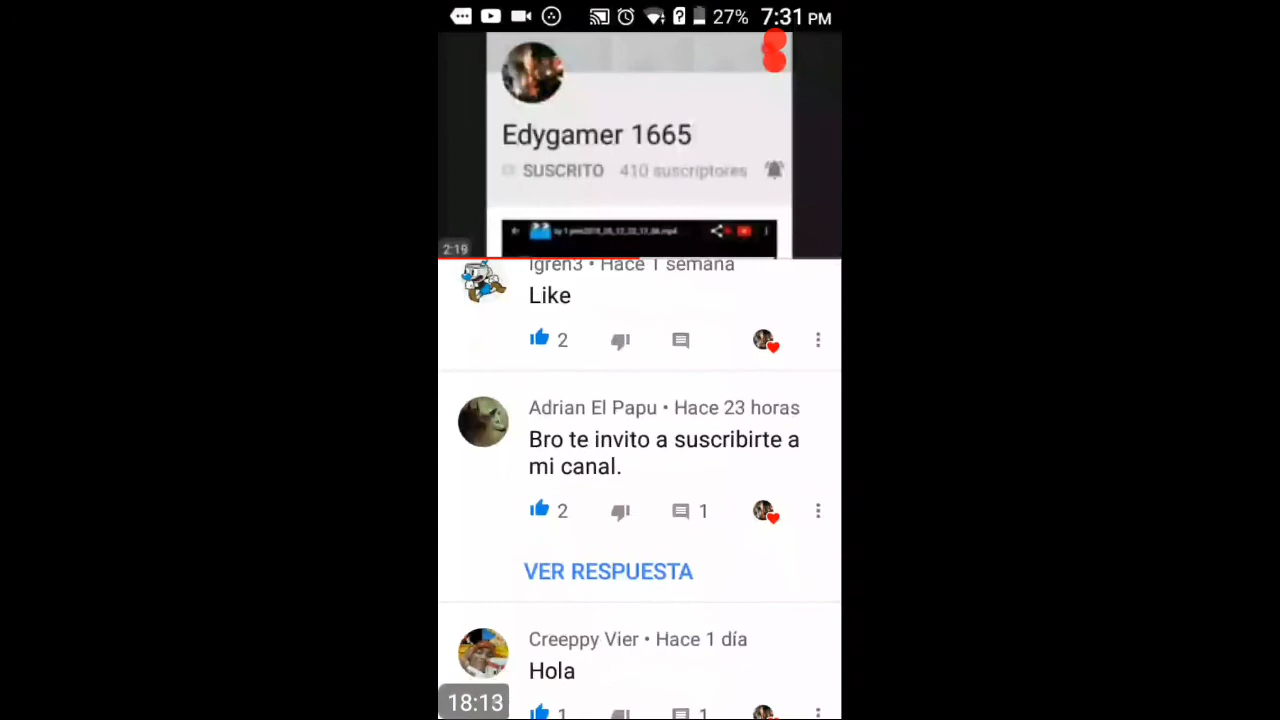 27% 7:31 PM
Edygamer 1665
SUSCRITO 410 suscriptores
2:19
Igren3 • Hace 1 semana
Like
2
Adrian El Papu • Hace 23 horas
Bro te invito a suscribirte a
mi canal.
2 1
VER RESPUESTA
Creeppy Vier • Hace 1 día
Hola
18:13 1 1